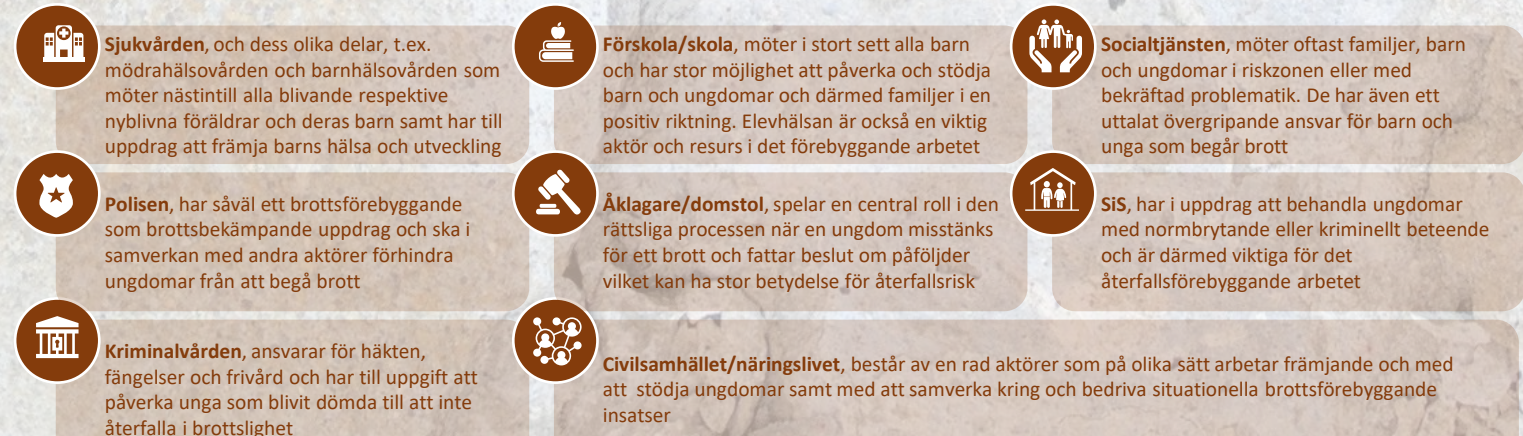 Sjukvården, och dess olika delar, t.ex.
mödrahälsovården och barnhälsovården som
möter nästintill alla blivande respektive
nyblivna föräldrar och deras barn samt har till
uppdrag att främja barns hälsa och utveckling
Förskola/skola, möter i stort sett alla barn
och har stor möjlighet att påverka och stödja
barn och ungdomar och därmed familjer i en
positiv riktning. Elevhälsan är också en viktig
aktör och resurs i det förebyggande arbetet
Socialtjänsten, möter oftast familjer, barn
och ungdomar i riskzonen eller med
bekräftad problematik. De har även ett
uttalat övergripande ansvar för barn och
unga som begår brott
Polisen, har såväl ett brottsförebyggande
som brottsbekämpande uppdrag och ska i
samverkan med andra aktörer förhindra
ungdomar från att begå brott
Åklagare/domstol, spelar en central roll i den
rättsliga processen när en ungdom misstänks
för ett brott och fattar beslut om påföljder
vilket kan ha stor betydelse för återfallsrisk
SiS, har i uppdrag att behandla ungdomar
med normbrytande eller kriminellt beteende
och är därmed viktiga för det
återfallsförebyggande arbetet
Kriminalvården, ansvarar för häkten,
fängelser och frivård och har till uppgift att
påverka unga som blivit dömda till att inte
återfalla i brottslighet
Civilsamhället/näringslivet, består av en rad aktörer som på olika sätt arbetar främjande och med
att stödja ungdomar samt med att samverka kring och bedriva situationella brottsförebyggande
insatser